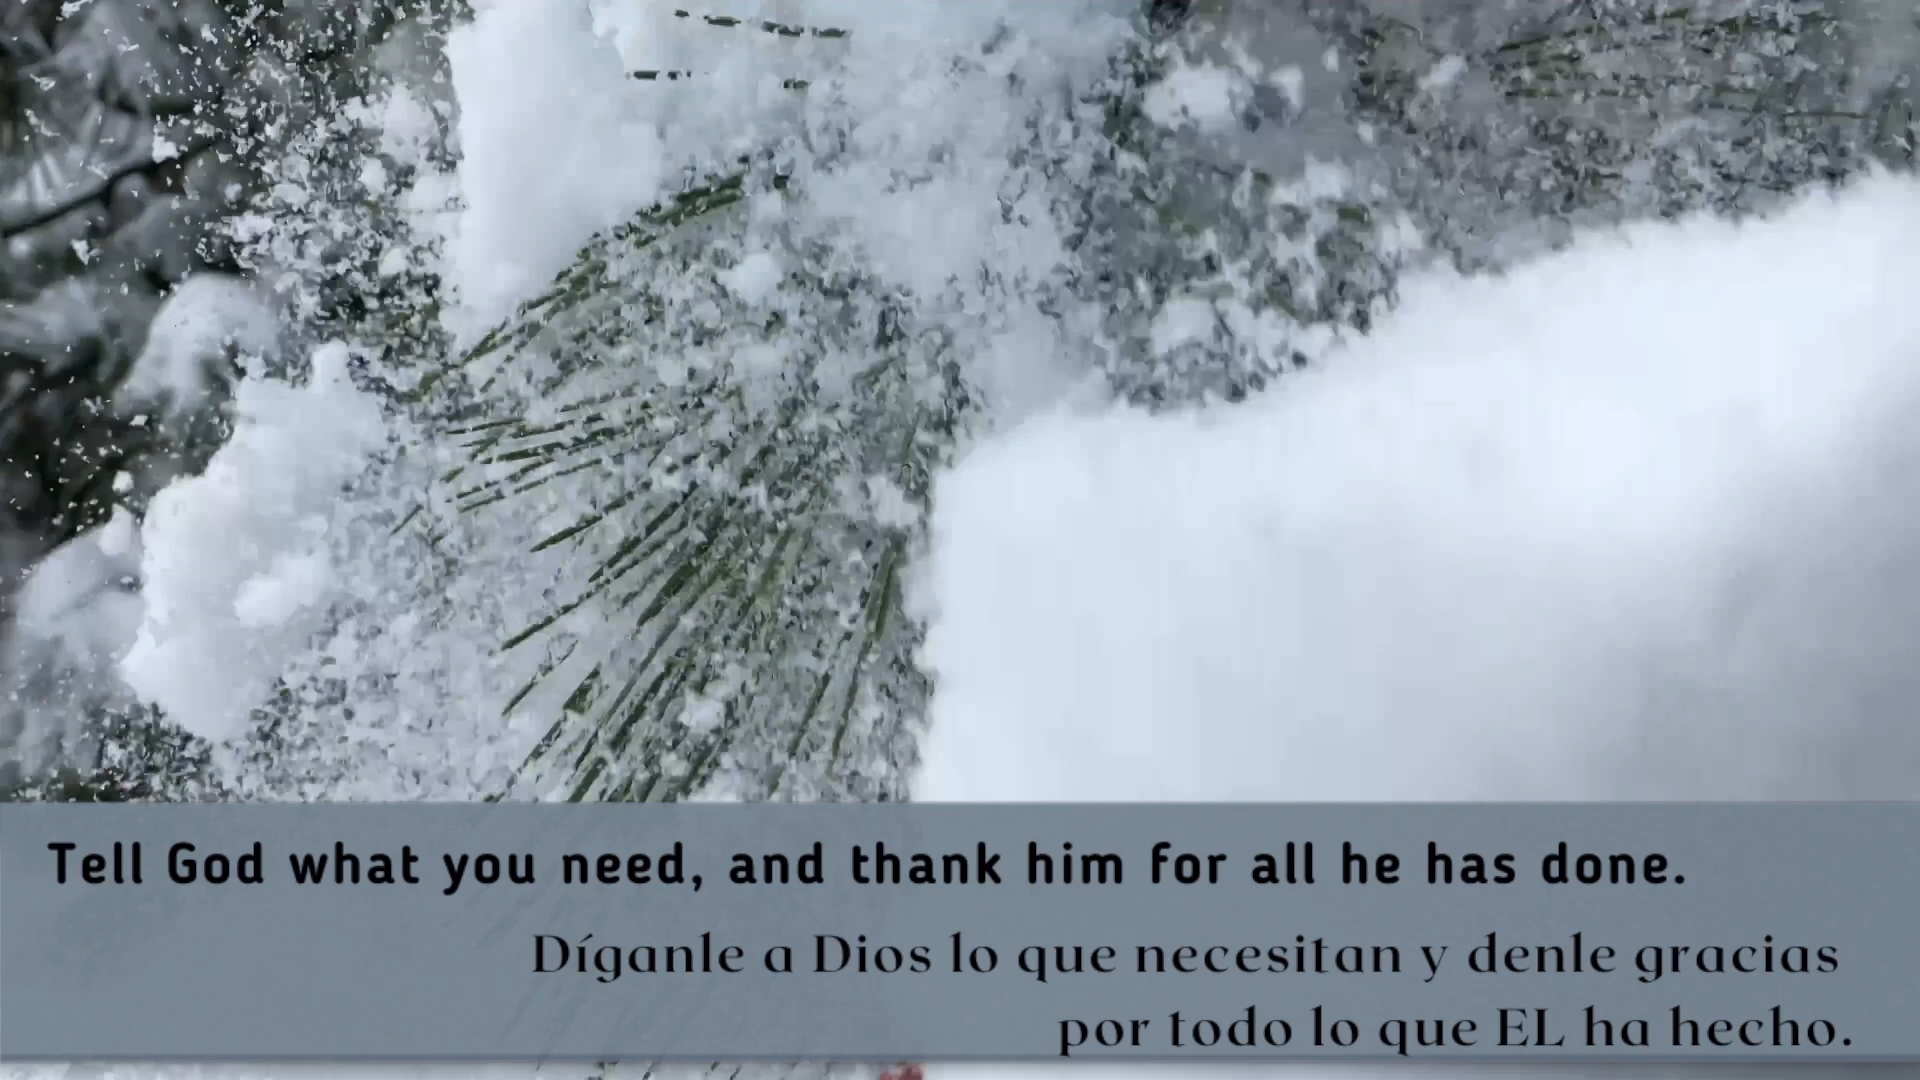 Tell God what you need, and thank him for all he has done.
Díganle a Dios lo que necesitan y denle gracias
por todo lo que EL ha hecho.